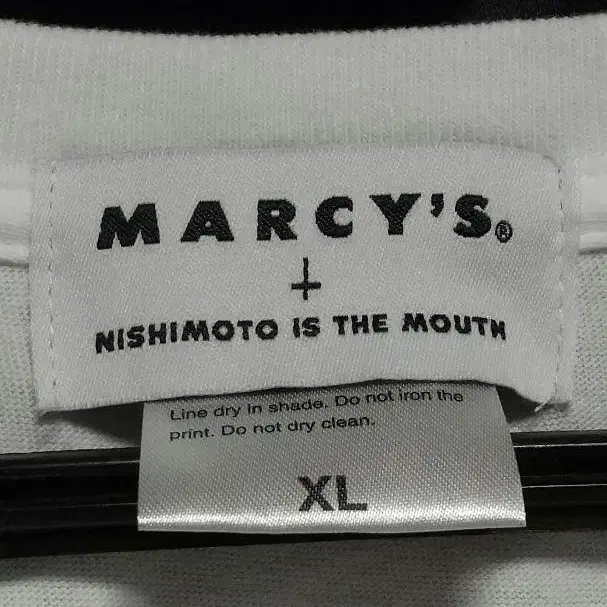 MARCY'S®
+
NISHIMOTO IS THE MOUTH
Line dry in shade. Do not iron the
print. Do not dry clean.
XL